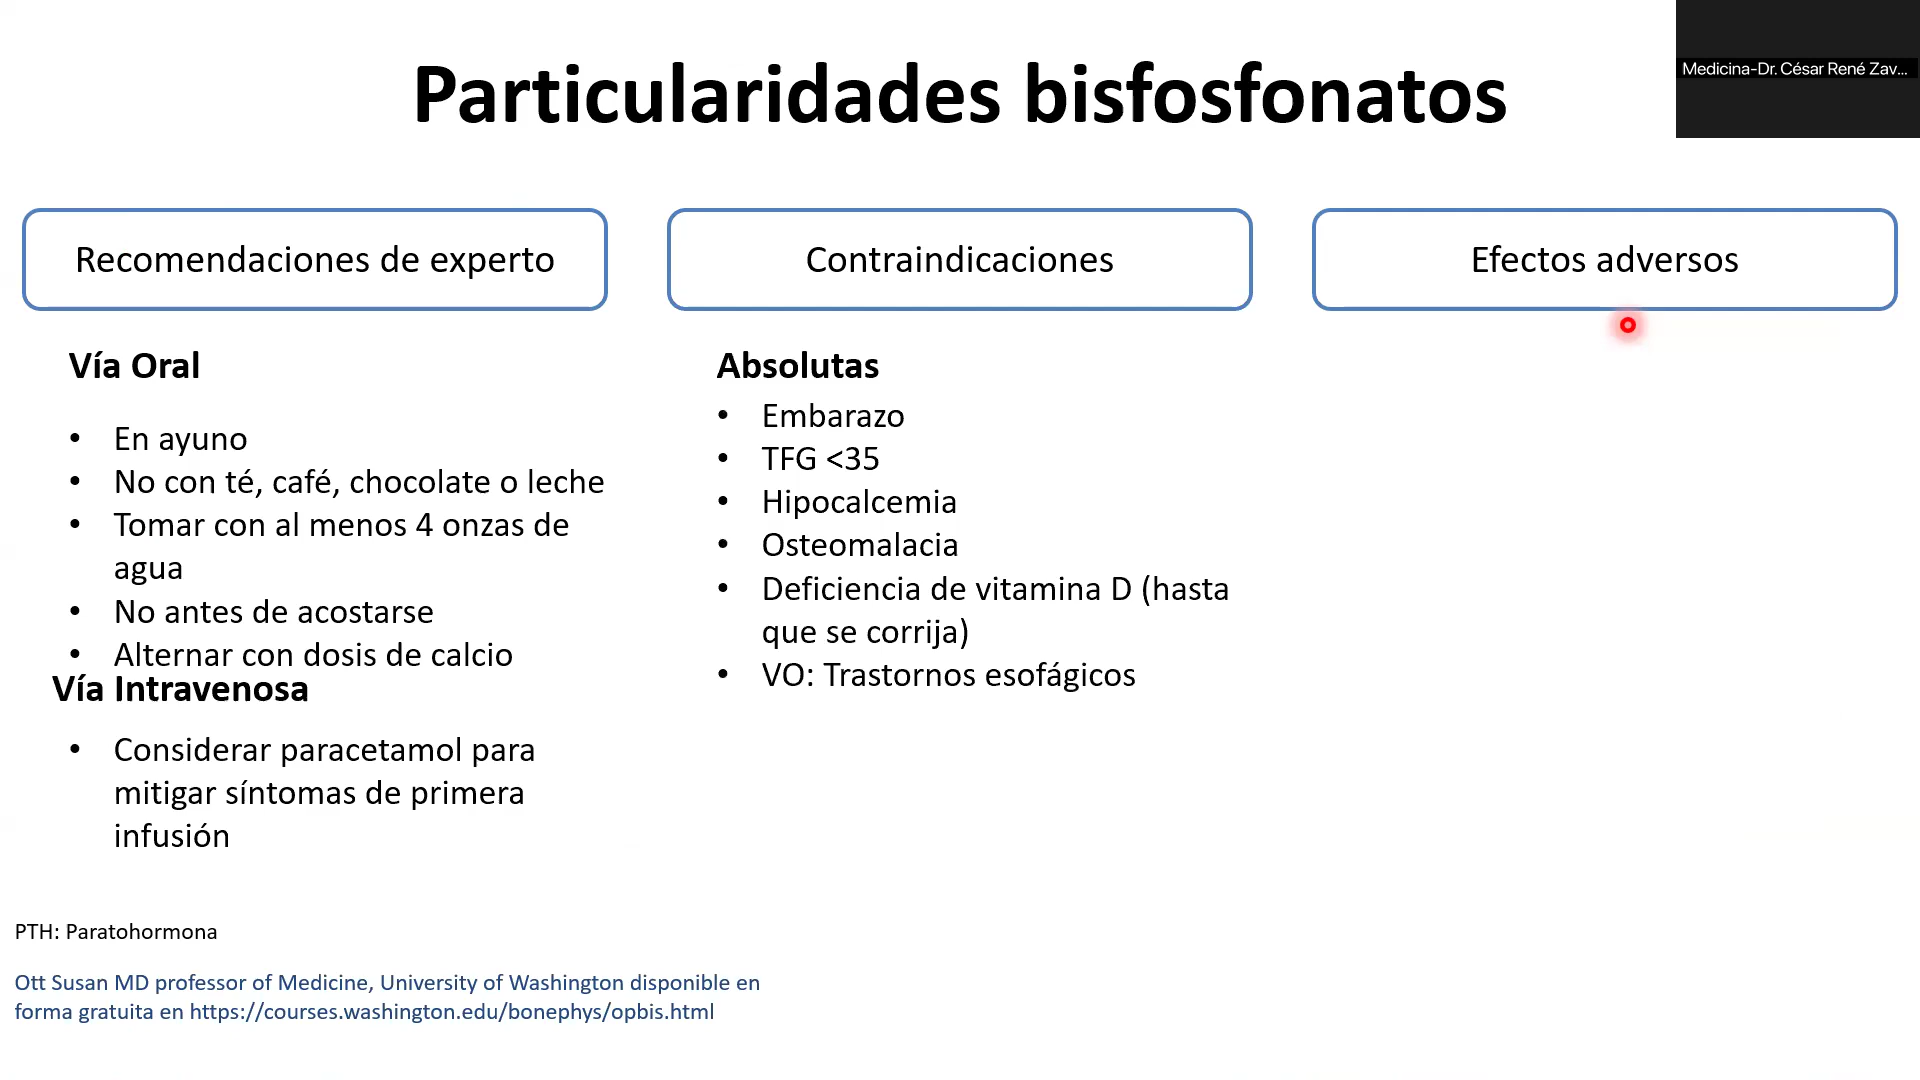 Particularidades bisfosfonatos
Medicina-Dr. César René Zav...
Recomendaciones de experto
Vía Oral
• En ayuno
• No con té, café, chocolate o leche
• Tomar con al menos 4 onzas de
agua
• No antes de acostarse
• Alternar con dosis de calcio
Vía Intravenosa
• Considerar paracetamol para
mitigar síntomas de primera
infusión
Contraindicaciones
Absolutas
• Embarazo
• TFG <35
• Hipocalcemia
• Osteomalacia
• Deficiencia de vitamina D (hasta
que se corrija)
• VO: Trastornos esofágicos
Efectos adversos
PTH: Paratohormona
Ott Susan MD professor of Medicine, University of Washington disponible en
forma gratuita en https://courses.washington.edu/bonephys/opbis.html